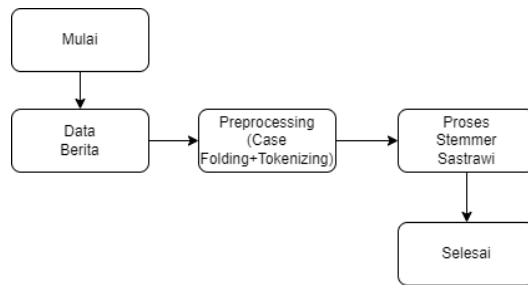 Mulai
Data
Berita
Preprocessing
(Case
Folding+Tokenizing)
Proses
Stemmer
Sastrawi
Selesai